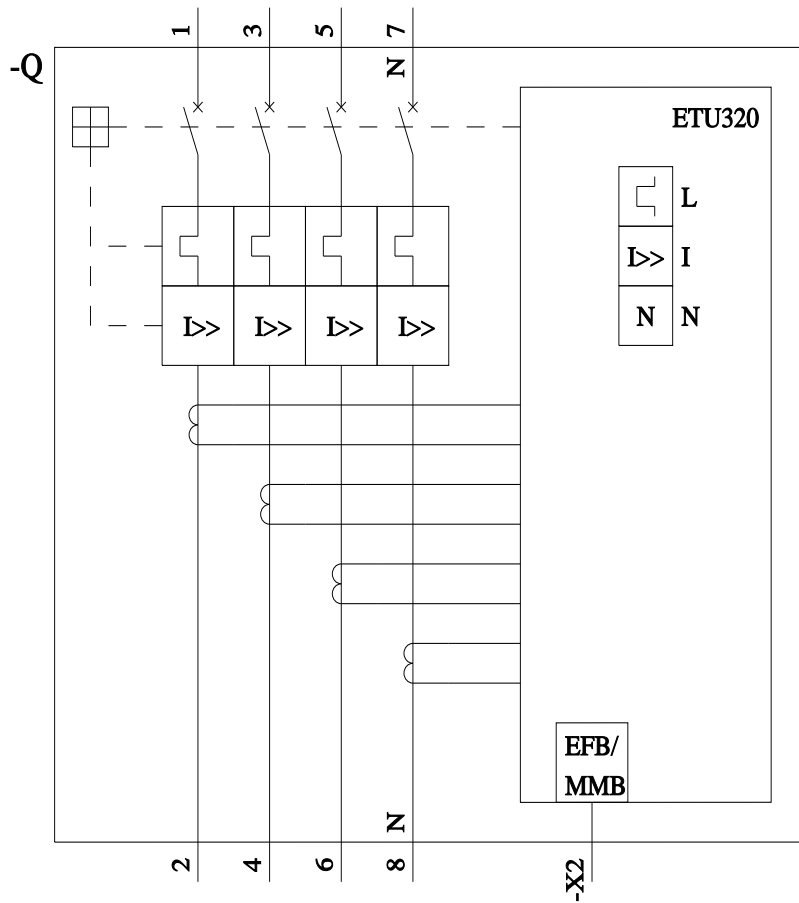 1 3 5 7
-Q N
ETU320
L
I>> I
N N
I>> I>> I>> I>>
EFB/
MMB
N
2 4 6 8 -X2